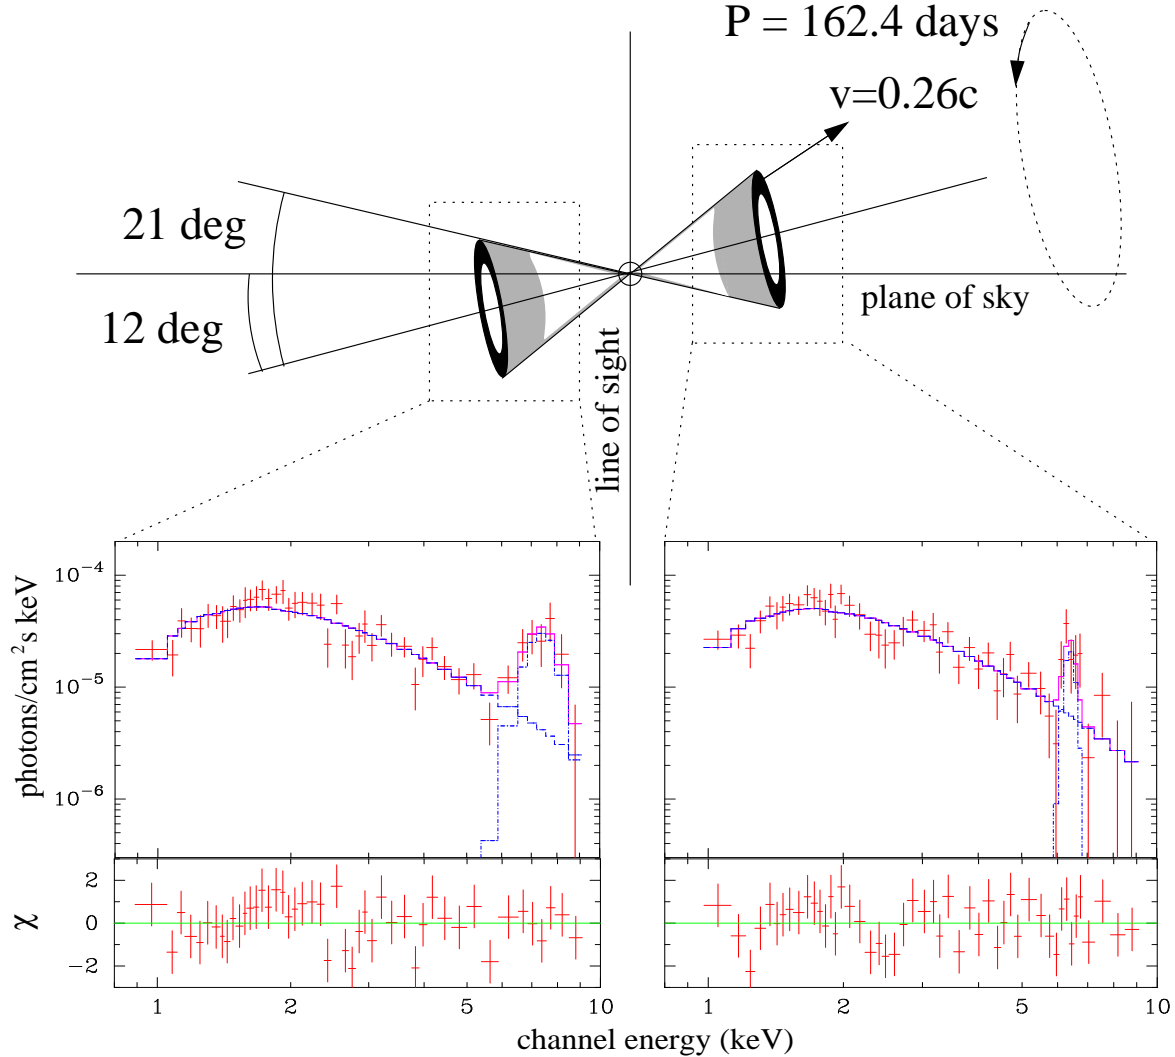 P = 162.4 days
v=0.26c
21 deg
12 deg
plane of sky
line of sight
photons/cm²s keV
10⁻⁴
10⁻⁵
10⁻⁶
χ
2
0
−2
1 2 5 10
1 2 5 10
channel energy (keV)